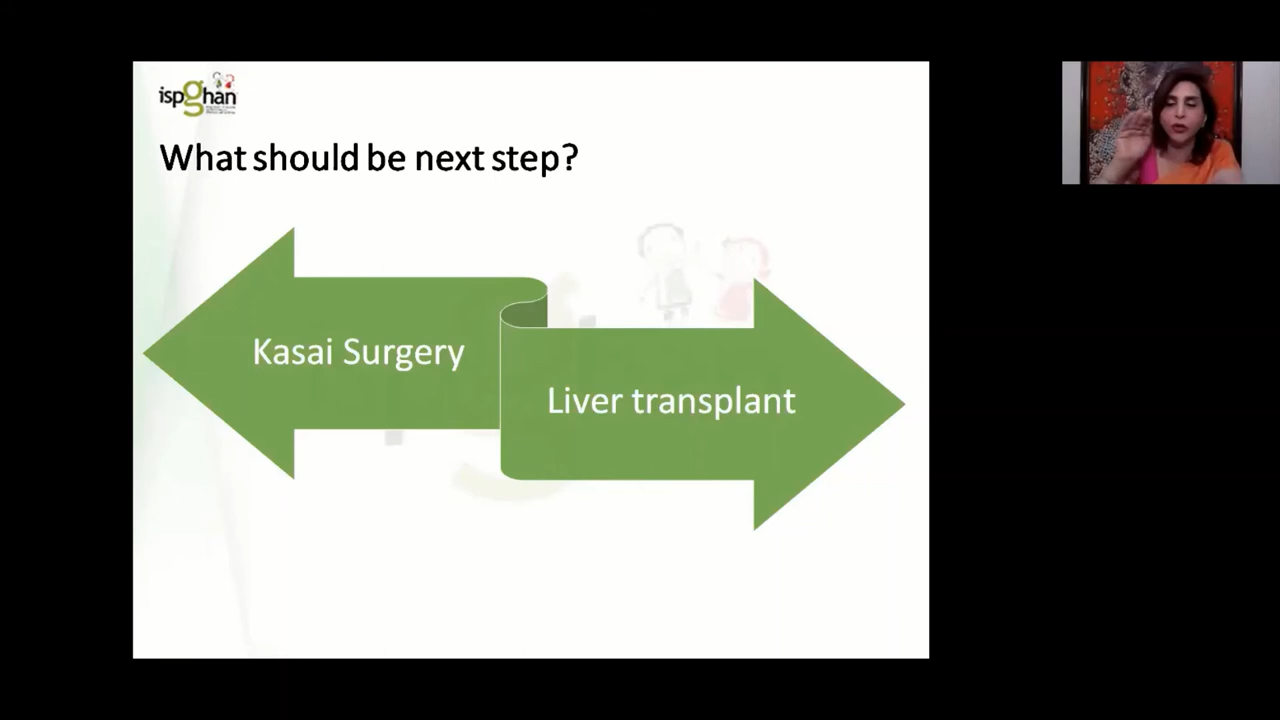 ispghan
What should be next step?
Kasai Surgery
Liver transplant